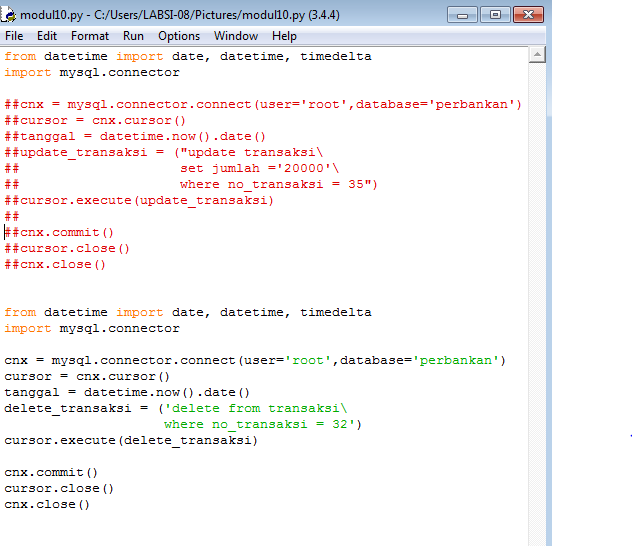 modul10.py - C:/Users/LABSI-08/Pictures/modul10.py (3.4.4)
File Edit Format Run Options Window Help
from datetime import date, datetime, timedelta
import mysql.connector

##cnx = mysql.connector.connect(user='root',database='perbankan')
##cursor = cnx.cursor()
##tanggal = datetime.now().date()
##update_transaksi = ("update transaksi\
##                     set jumlah ='20000'\
##                     where no_transaksi = 35")
##cursor.execute(update_transaksi)
##
##cnx.commit()
##cursor.close()
##cnx.close()

from datetime import date, datetime, timedelta
import mysql.connector

cnx = mysql.connector.connect(user='root',database='perbankan')
cursor = cnx.cursor()
tanggal = datetime.now().date()
delete_transaksi = ('delete from transaksi\
                     where no_transaksi = 32')
cursor.execute(delete_transaksi)

cnx.commit()
cursor.close()
cnx.close()